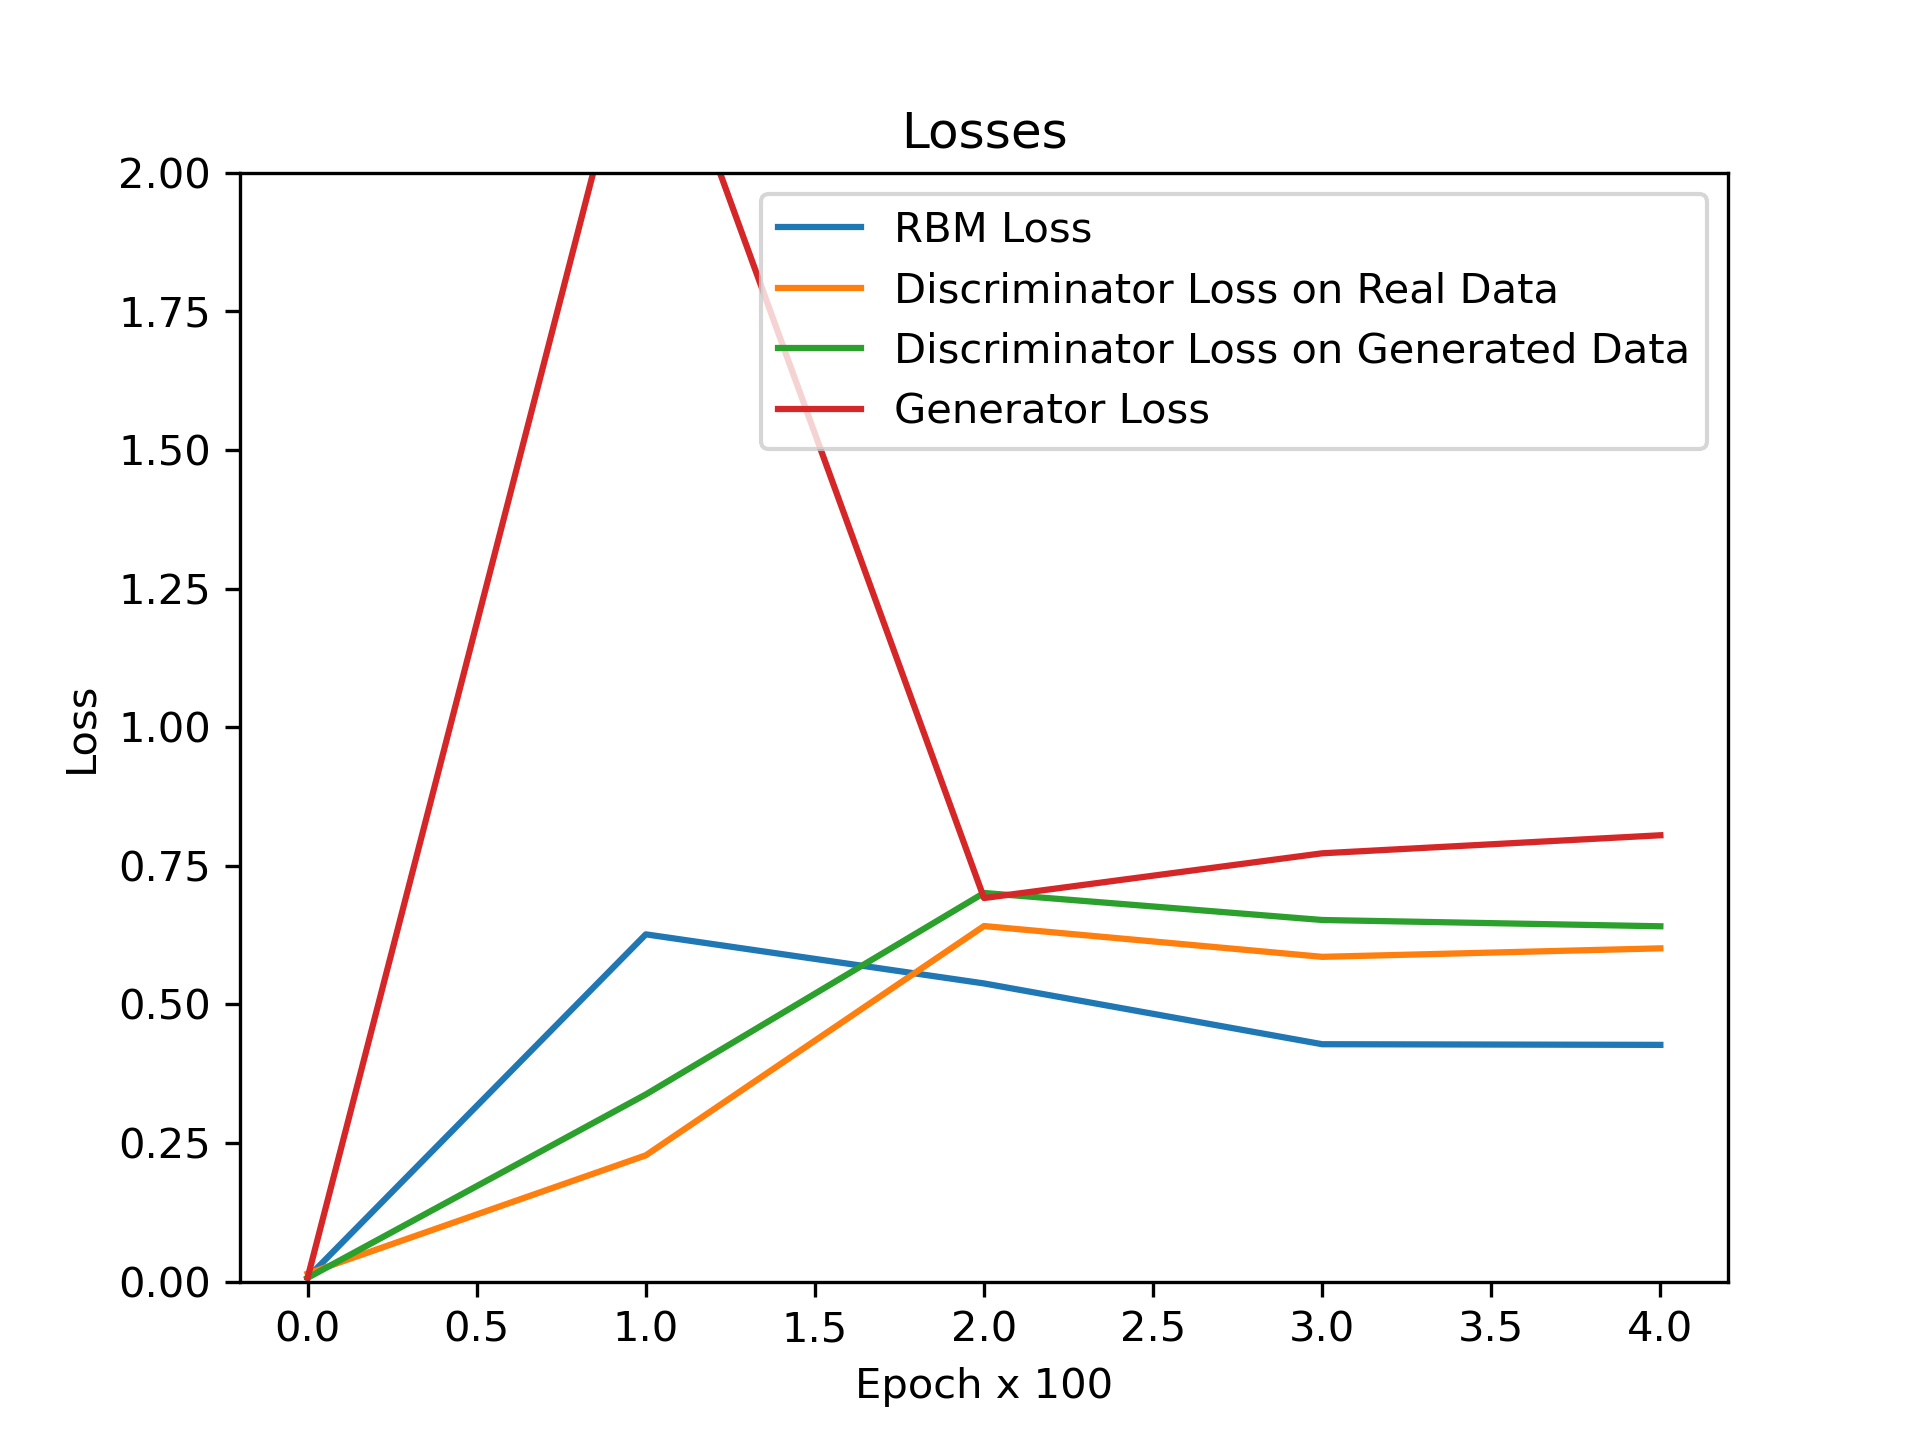 Losses
2.00
1.75
1.50
1.25
1.00
0.75
0.50
0.25
0.00
Loss
RBM Loss
Discriminator Loss on Real Data
Discriminator Loss on Generated Data
Generator Loss
0.0 0.5 1.0 1.5 2.0 2.5 3.0 3.5 4.0
Epoch x 100